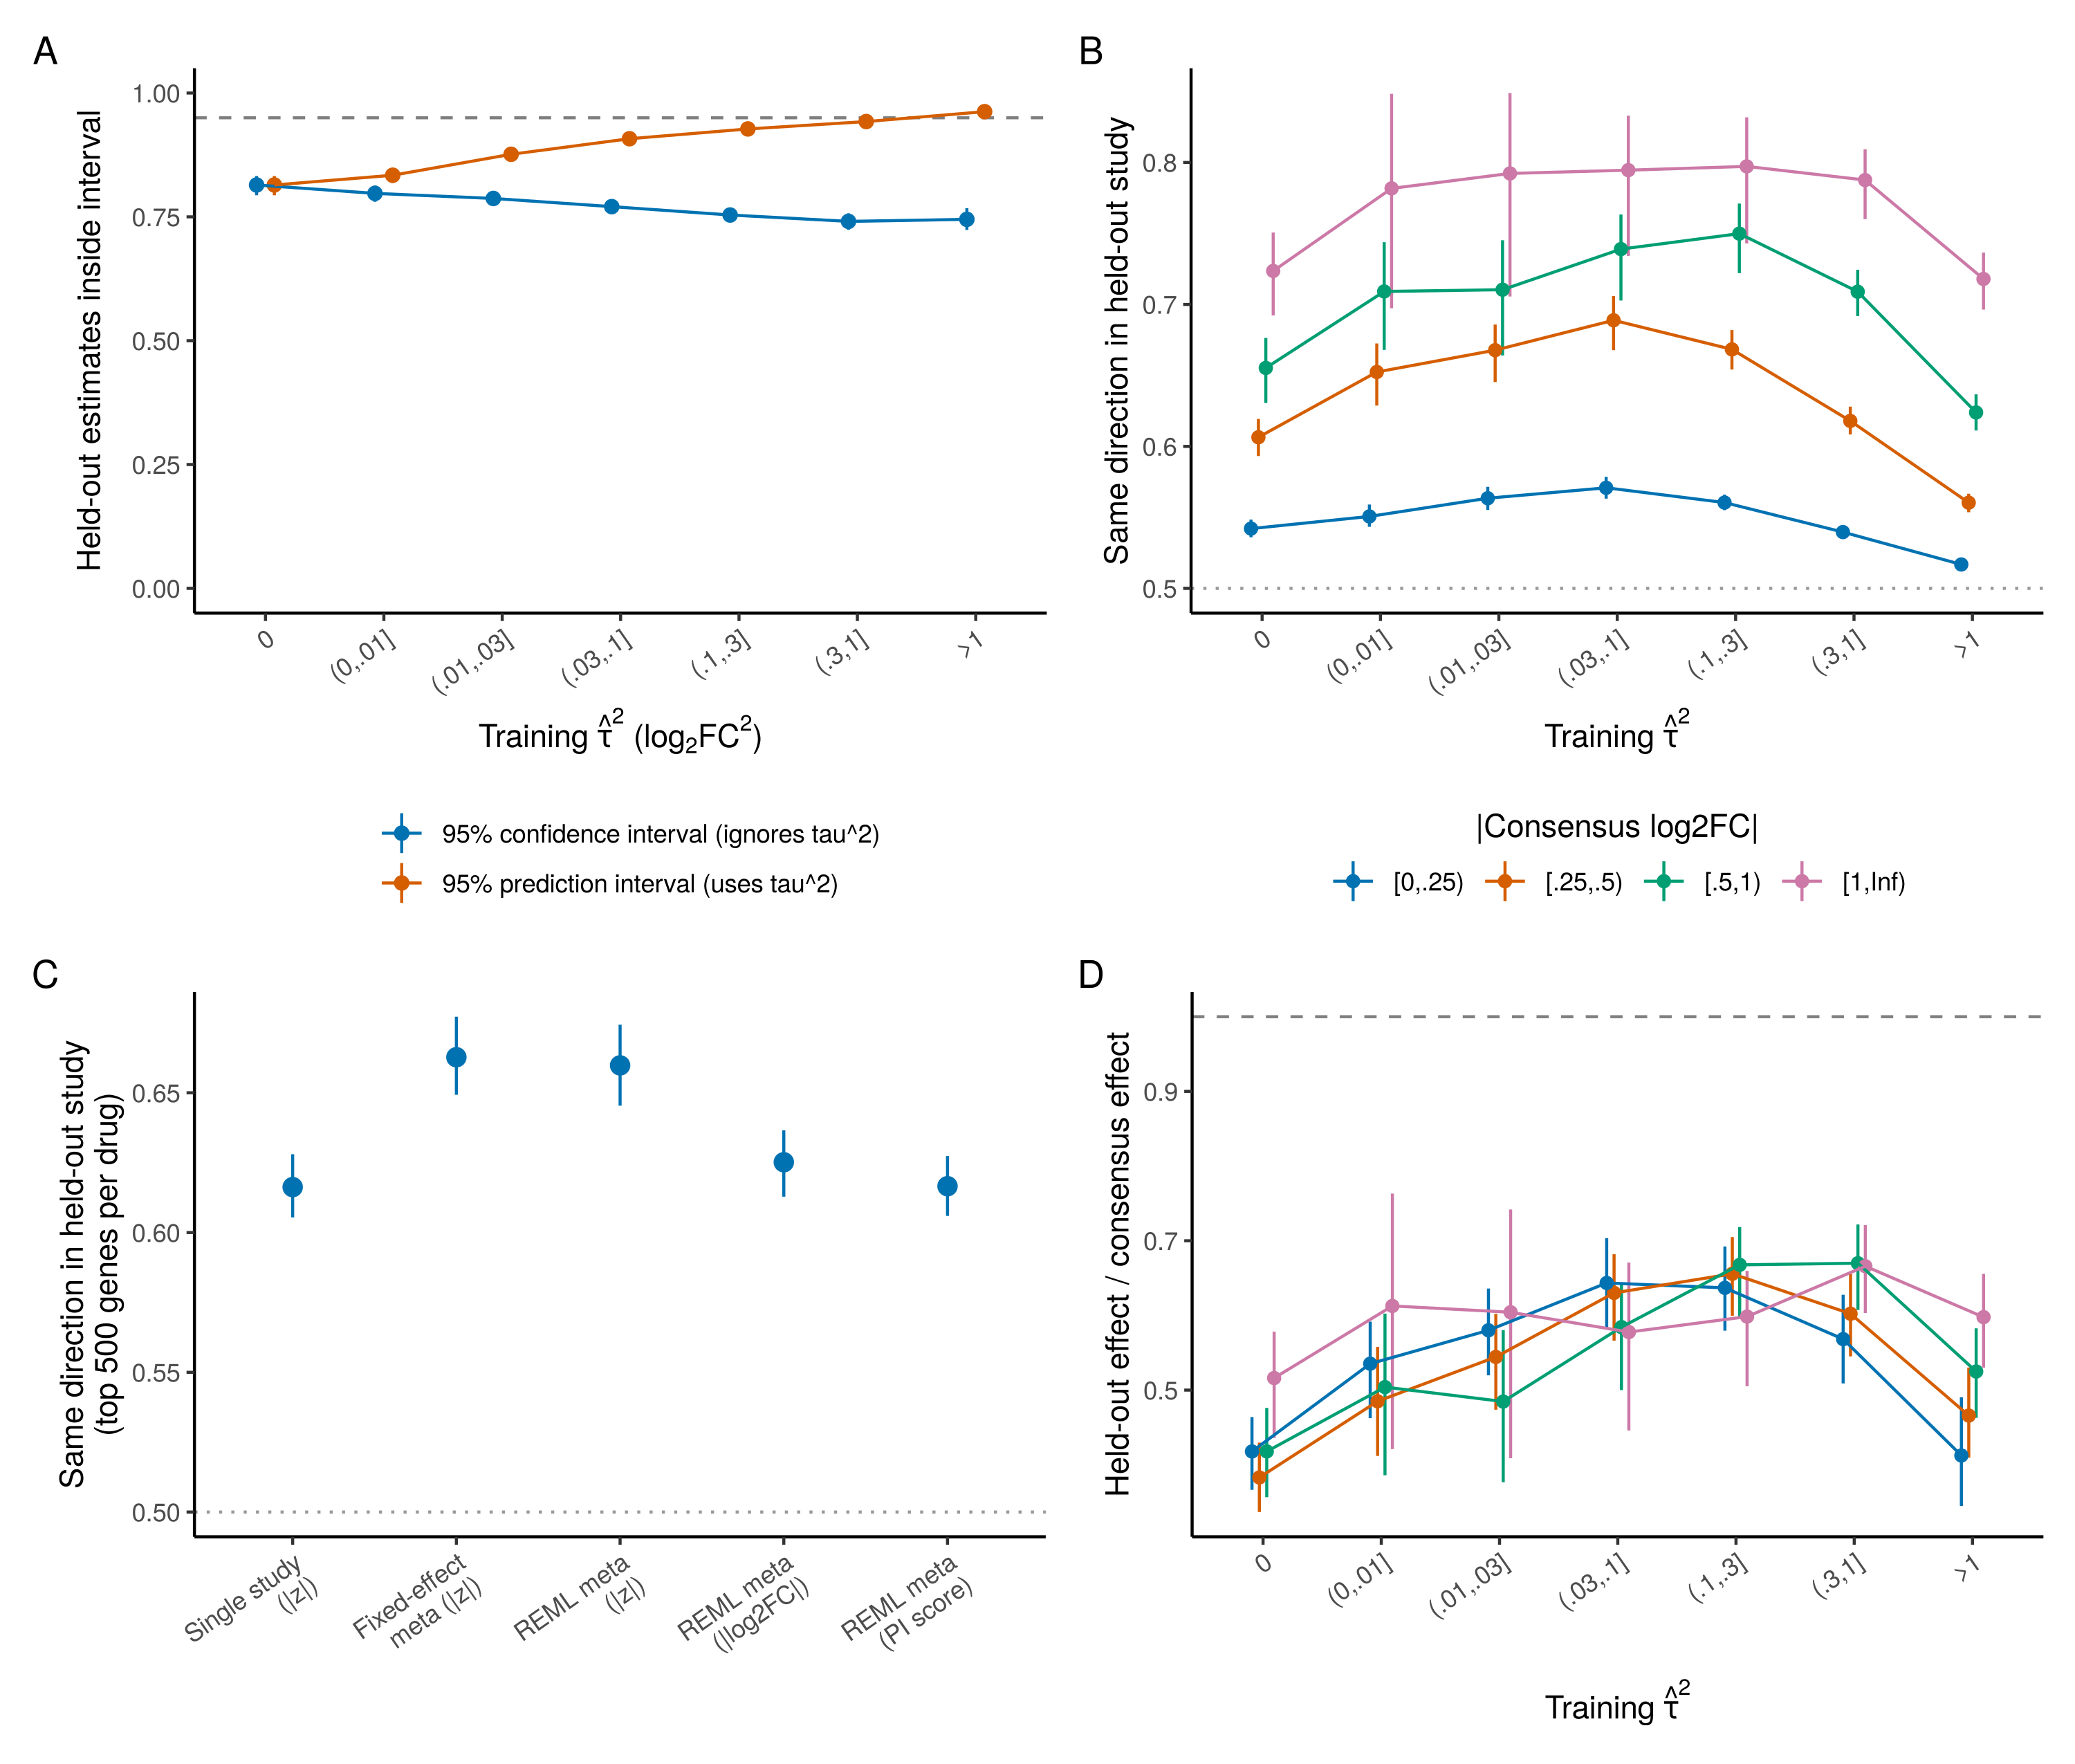 A
Held-out estimates inside interval
1.00
0.75
0.50
0.25
0.00
0
(0,.01]
(.01,.03]
(.03,.1]
(.1,.3]
(.3,1]
>1
Training τ̂² (log₂FC²)
95% confidence interval (ignores tau^2)
95% prediction interval (uses tau^2)
B
Same direction in held-out study
0.8
0.7
0.6
0.5
0
(0,.01]
(.01,.03]
(.03,.1]
(.1,.3]
(.3,1]
>1
Training τ̂²
|Consensus log2FC|
[0,.25)
[.25,.5)
[.5,1)
[1,Inf)
C
Same direction in held-out study
(top 500 genes per drug)
0.65
0.60
0.55
0.50
Single study
(|z|)
Fixed-effect
meta (|z|)
REML meta
(|z|)
REML meta
(|log2FC|)
REML meta
(PI score)
D
Held-out effect / consensus effect
0.9
0.7
0.5
0
(0,.01]
(.01,.03]
(.03,.1]
(.1,.3]
(.3,1]
>1
Training τ̂²